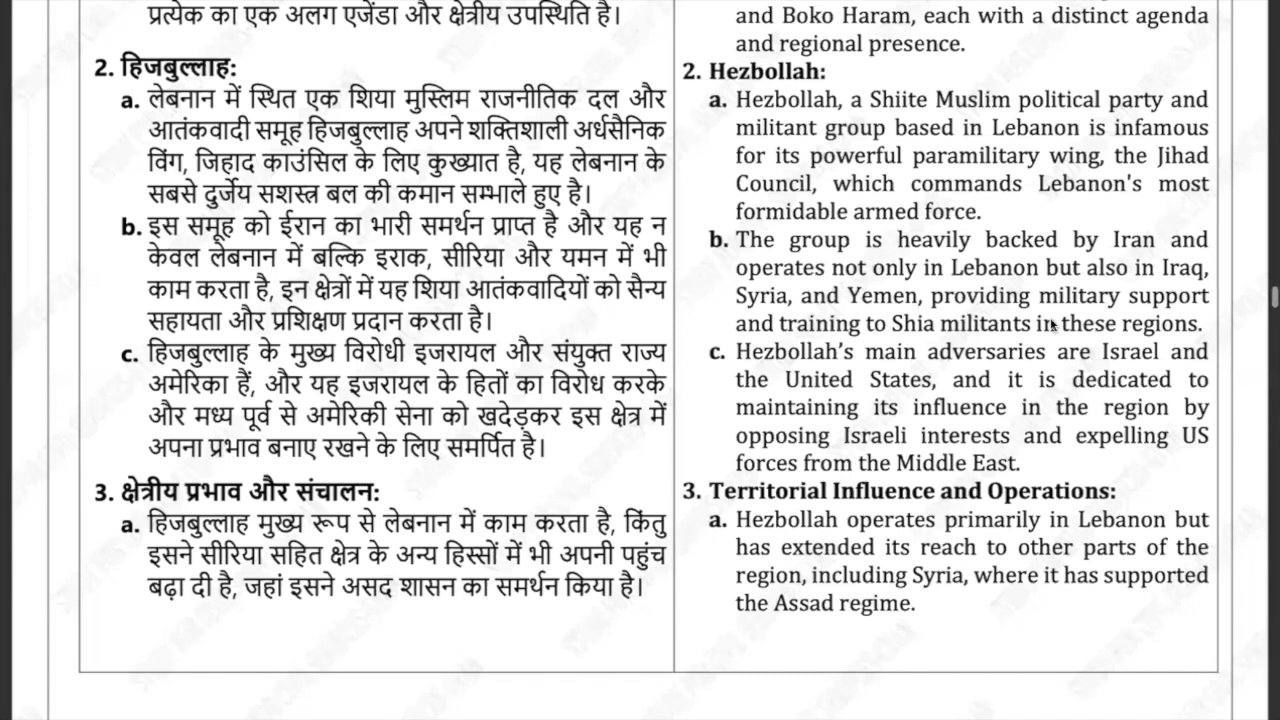 प्रत्येक का एक अलग एजेंडा और क्षेत्रीय उपस्थिति है।
2. हिजबुल्लाह:
a. लेबनान में स्थित एक शिया मुस्लिम राजनीतिक दल और
आतंकवादी समूह हिजबुल्लाह अपने शक्तिशाली अर्धसैनिक
विंग, जिहाद काउंसिल के लिए कुख्यात है, यह लेबनान के
सबसे दुर्जेय सशस्त्र बल की कमान सम्भाले हुए है।
b. इस समूह को ईरान का भारी समर्थन प्राप्त है और यह न
केवल लेबनान में बल्कि इराक, सीरिया और यमन में भी
काम करता है, इन क्षेत्रों में यह शिया आतंकवादियों को सैन्य
सहायता और प्रशिक्षण प्रदान करता है।
c. हिजबुल्लाह के मुख्य विरोधी इजरायल और संयुक्त राज्य
अमेरिका हैं, और यह इजरायल के हितों का विरोध करके
और मध्य पूर्व से अमेरिकी सेना को खदेड़कर इस क्षेत्र में
अपना प्रभाव बनाए रखने के लिए समर्पित है।
3. क्षेत्रीय प्रभाव और संचालन:
a. हिजबुल्लाह मुख्य रूप से लेबनान में काम करता है, किंतु
इसने सीरिया सहित क्षेत्र के अन्य हिस्सों में भी अपनी पहुंच
बढ़ा दी है, जहां इसने असद शासन का समर्थन किया है।
and Boko Haram, each with a distinct agenda
and regional presence.
2. Hezbollah:
a. Hezbollah, a Shiite Muslim political party and
militant group based in Lebanon is infamous
for its powerful paramilitary wing, the Jihad
Council, which commands Lebanon's most
formidable armed force.
b. The group is heavily backed by Iran and
operates not only in Lebanon but also in Iraq,
Syria, and Yemen, providing military support
and training to Shia militants in these regions.
c. Hezbollah’s main adversaries are Israel and
the United States, and it is dedicated to
maintaining its influence in the region by
opposing Israeli interests and expelling US
forces from the Middle East.
3. Territorial Influence and Operations:
a. Hezbollah operates primarily in Lebanon but
has extended its reach to other parts of the
region, including Syria, where it has supported
the Assad regime.